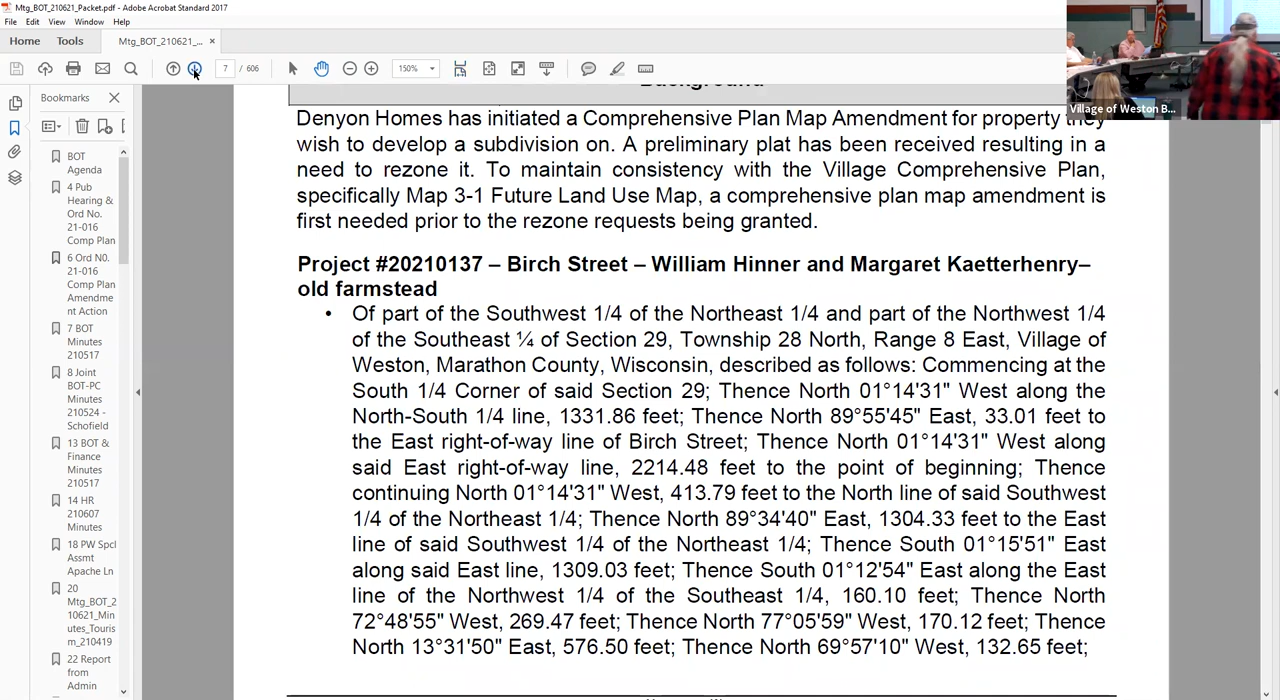 Mtg_BOT_210621_Packet.pdf - Adobe Acrobat Standard 2017
File Edit View Window Help
Home Tools Mtg_BOT_210621_... ×
7 / 606 150%
Bookmarks
BOT
Agenda
4 Pub
Hearing &
Ord No.
21-016
Comp Plan
6 Ord N0.
21-016
Comp Plan
Amendme
nt Action
7 BOT
Minutes
210517
8 Joint
BOT-PC
Minutes
210524 -
Schofield
13 BOT &
Finance
Minutes
210517
14 HR
210607
Minutes
18 PW Spcl
Assmt
Apache Ln
20
Mtg_BOT_2
10621_Min
utes_Touris
m_210419
22 Report
from
Admin
Village of Weston B...
Background
Denyon Homes has initiated a Comprehensive Plan Map Amendment for property they
wish to develop a subdivision on. A preliminary plat has been received resulting in a
need to rezone it. To maintain consistency with the Village Comprehensive Plan,
specifically Map 3-1 Future Land Use Map, a comprehensive plan map amendment is
first needed prior to the rezone requests being granted.
Project #20210137 – Birch Street – William Hinner and Margaret Kaetterhenry–
old farmstead
• Of part of the Southwest 1/4 of the Northeast 1/4 and part of the Northwest 1/4
of the Southeast ¼ of Section 29, Township 28 North, Range 8 East, Village of
Weston, Marathon County, Wisconsin, described as follows: Commencing at the
South 1/4 Corner of said Section 29; Thence North 01°14'31" West along the
North-South 1/4 line, 1331.86 feet; Thence North 89°55'45" East, 33.01 feet to
the East right-of-way line of Birch Street; Thence North 01°14'31" West along
said East right-of-way line, 2214.48 feet to the point of beginning; Thence
continuing North 01°14'31" West, 413.79 feet to the North line of said Southwest
1/4 of the Northeast 1/4; Thence North 89°34'40" East, 1304.33 feet to the East
line of said Southwest 1/4 of the Northeast 1/4; Thence South 01°15'51" East
along said East line, 1309.03 feet; Thence South 01°12'54" East along the East
line of the Northwest 1/4 of the Southeast 1/4, 160.10 feet; Thence North
72°48'55" West, 269.47 feet; Thence North 77°05'59" West, 170.12 feet; Thence
North 13°31'50" East, 576.50 feet; Thence North 69°57'10" West, 132.65 feet;